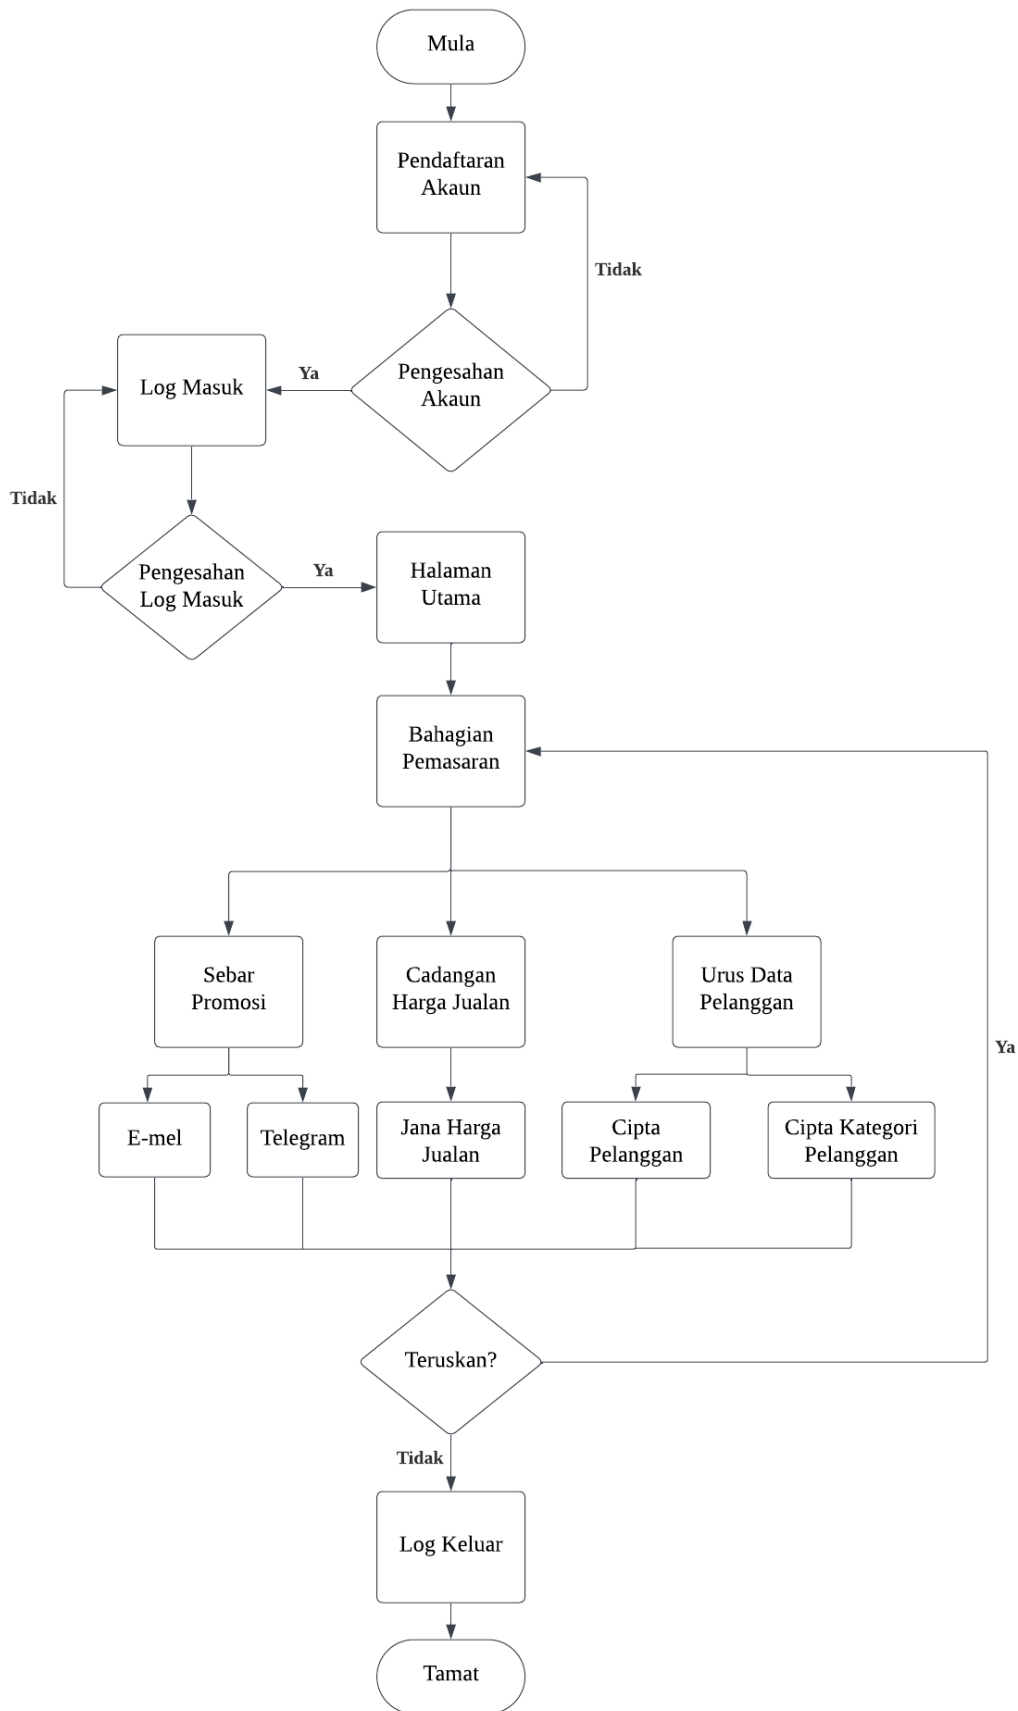 Mula
Pendaftaran
Akaun
Tidak
Pengesahan
Akaun
Ya
Log Masuk
Tidak
Pengesahan
Log Masuk
Ya
Halaman
Utama
Bahagian
Pemasaran
Sebar
Promosi
Cadangan
Harga Jualan
Urus Data
Pelanggan
Ya
E-mel
Telegram
Jana Harga
Jualan
Cipta
Pelanggan
Cipta Kategori
Pelanggan
Teruskan?
Tidak
Log Keluar
Tamat